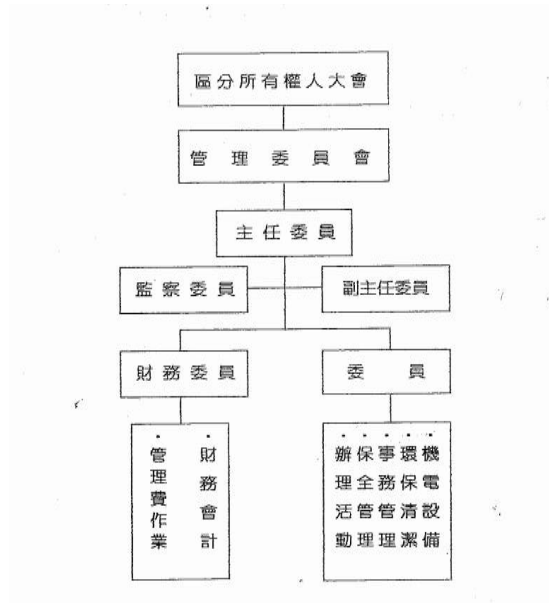 區分所有權人大會
管理委員會
主任委員
監察委員
副主任委員
財務委員
委員
・財務會計
・管理費作業
・機電設備
・環保清潔
・事務管理
・保全管理
・辦理活動